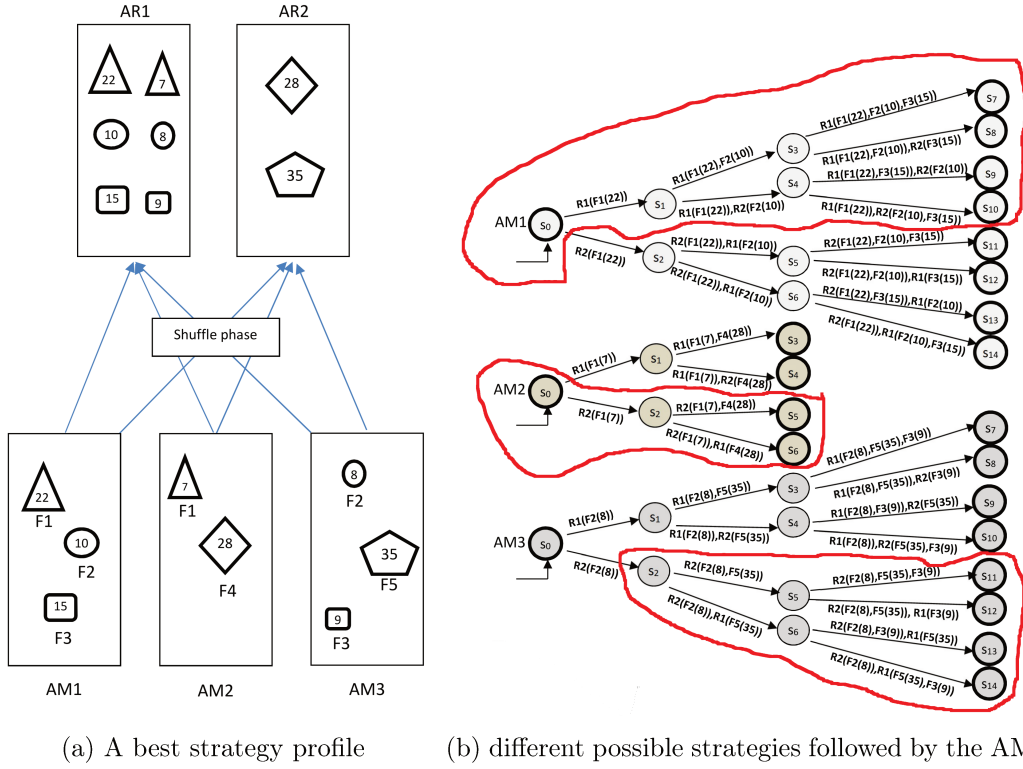 AR1
AR2
22
7
28
10
8
35
15
9
Shuffle phase
22
F1
10
F2
15
F3
7
F1
28
F4
8
F2
35
F5
9
F3
AM1
AM2
AM3
(a) A best strategy profile
AM1
S0
R1(F1(22))
R2(F1(22))
S1
R1(F1(22),F2(10))
R1(F1(22)),R2(F2(10))
S2
R2(F1(22)),R1(F2(10))
R2(F1(22)),R1(F2(10))
S3
R1(F1(22),F2(10),F3(15))
R1(F1(22),F2(10)),R2(F3(15))
S4
R1(F1(22),F3(15)),R2(F2(10))
R1(F1(22)),R2(F2(10),F3(15))
S5
R2(F1(22),F2(10),F3(15))
R2(F1(22),F2(10)),R1(F3(15))
S6
R2(F1(22),F3(15)),R1(F2(10))
R2(F1(22)),R1(F2(10),F3(15))
S7
S8
S9
S10
S11
S12
S13
S14
AM2
S0
R1(F1(7))
R2(F1(7))
S1
R1(F1(7),F4(28))
R1(F1(7)),R2(F4(28))
S2
R2(F1(7),F4(28))
R2(F1(7)),R1(F4(28))
S3
S4
S5
S6
AM3
S0
R1(F2(8))
R2(F2(8))
S1
R1(F2(8),F5(35))
R1(F2(8)),R2(F5(35))
S2
R2(F2(8),F5(35))
R2(F2(8)),R1(F5(35))
S3
R1(F2(8),F5(35),F3(9))
R1(F2(8),F5(35)),R2(F3(9))
S4
R1(F2(8),F3(9)),R2(F5(35))
R1(F2(8)),R2(F5(35),F3(9))
S5
R2(F2(8),F5(35),F3(9))
R2(F2(8),F5(35)), R1(F3(9))
S6
R2(F2(8),F3(9)),R1(F5(35))
R2(F2(8)),R1(F5(35),F3(9))
S7
S8
S9
S10
S11
S12
S13
S14
(b) different possible strategies followed by the AM